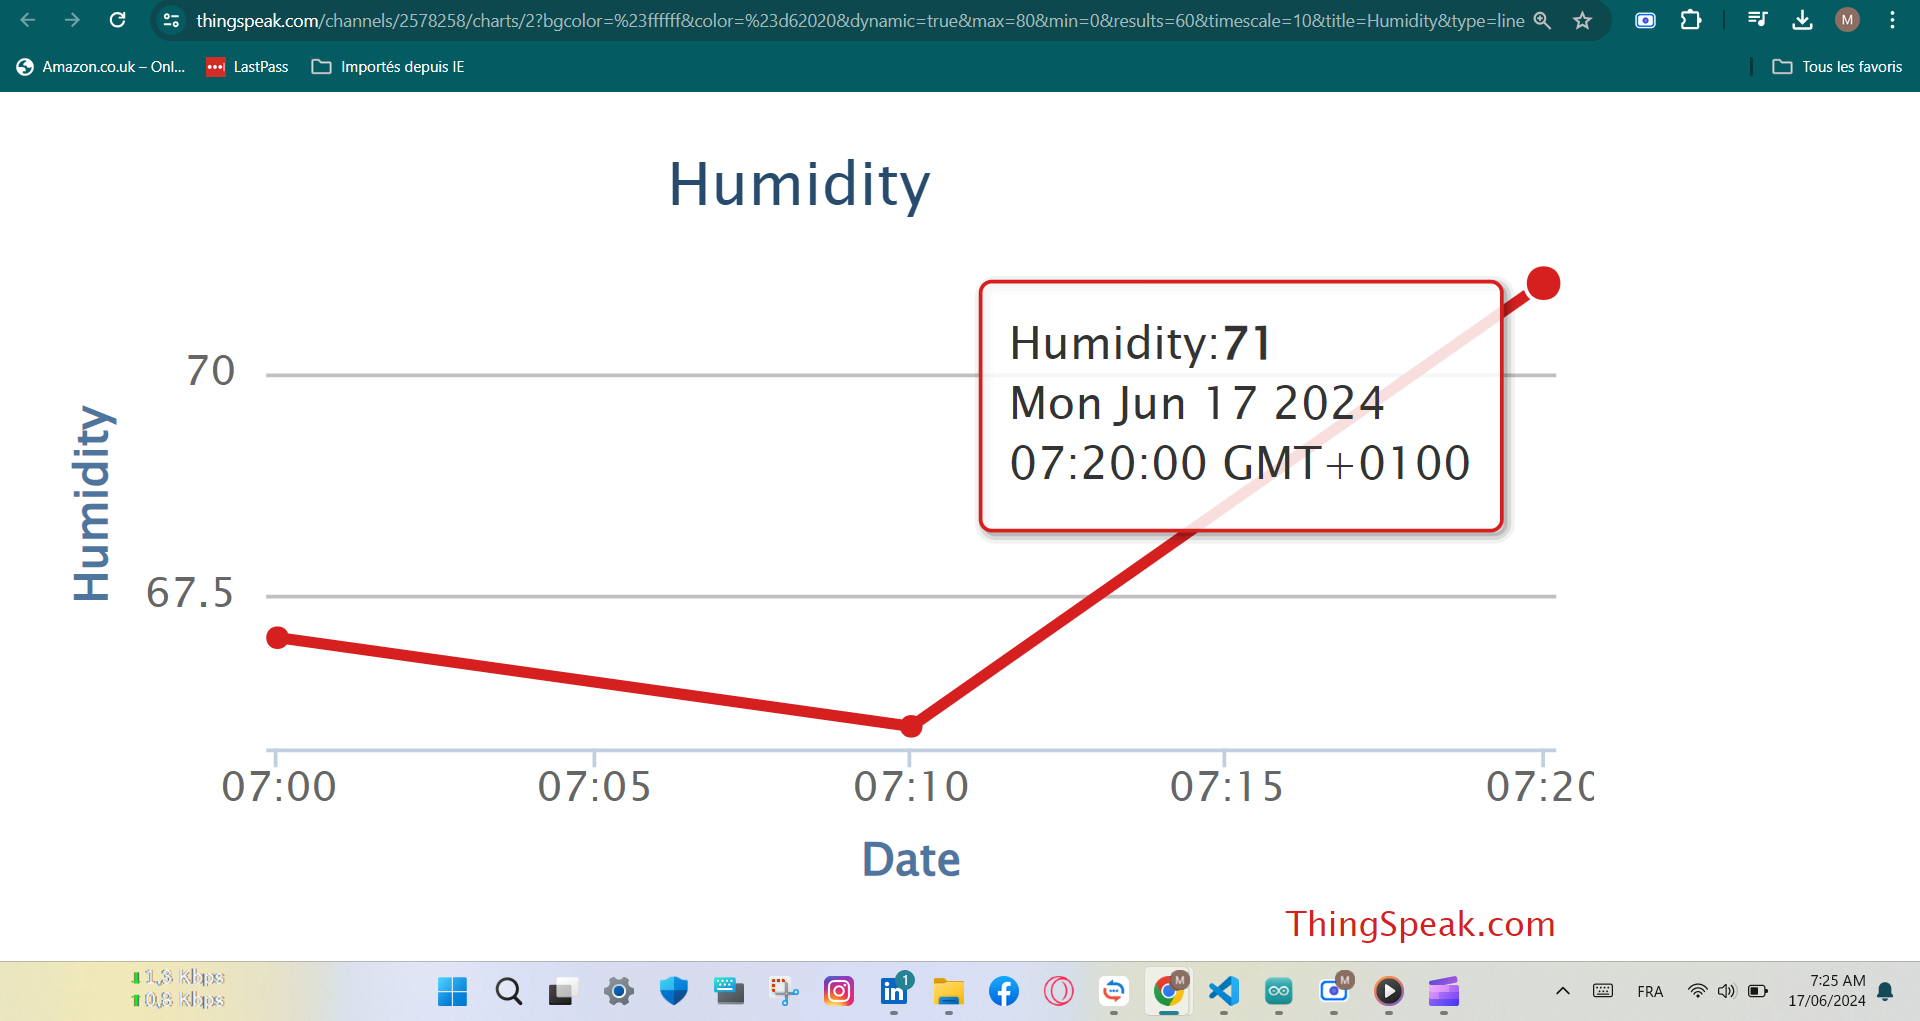 thingspeak.com/channels/2578258/charts/2?bgcolor=%23ffffff&color=%23d62020&dynamic=true&max=80&min=0&results=60&timescale=10&title=Humidity&type=line
M
Amazon.co.uk – Onl...
LastPass
Importés depuis IE
Tous les favoris
Humidity
Humidity:71
Mon Jun 17 2024
07:20:00 GMT+0100
70
67.5
Humidity
07:00
07:05
07:10
07:15
07:20
Date
ThingSpeak.com
1,3 Kbps
0,8 Kbps
1
M
M
FRA
7:25 AM
17/06/2024